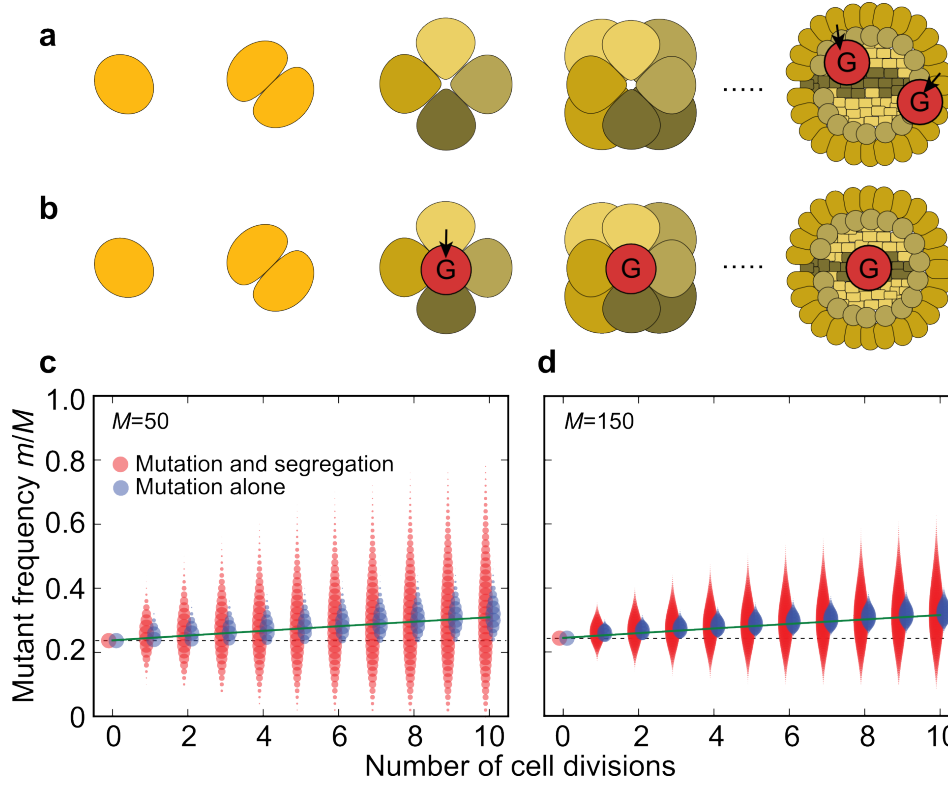 a
G
G
.....
b
G
G
G
.....
c
d
1.0
0.8
0.6
0.4
0.2
0
Mutant frequency m/M
M=50
Mutation and segregation
Mutation alone
M=150
0 2 4 6 8 10
0 2 4 6 8 10
Number of cell divisions